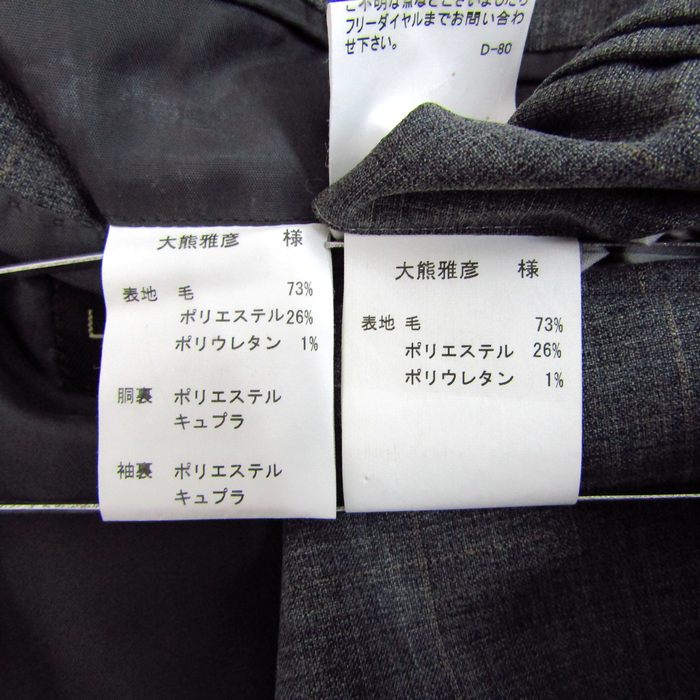 フリーダイヤルまでお問い合わ
せ下さい。
D-80
大熊雅彦 様
表地 毛 73%
ポリエステル 26%
ポリウレタン 1%
胴裏 ポリエステル
キュプラ
袖裏 ポリエステル
キュプラ
大熊雅彦 様
表地 毛 73%
ポリエステル 26%
ポリウレタン 1%